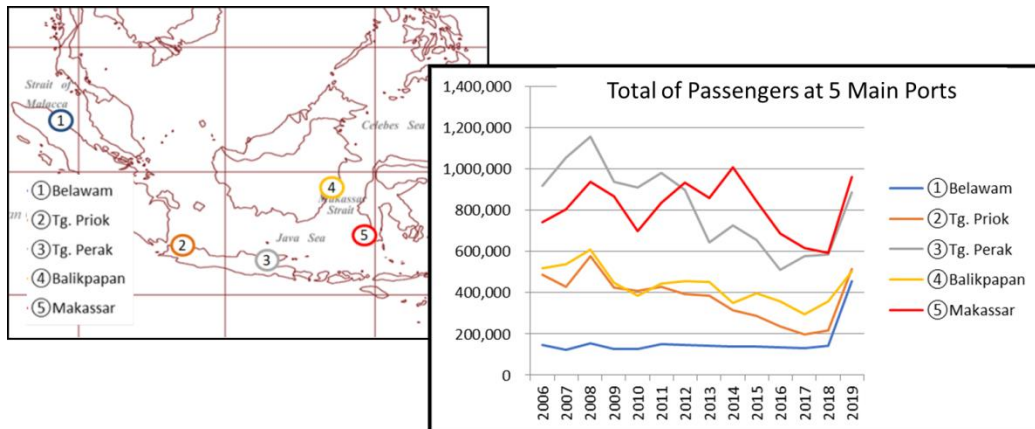 Strait of
Malacca
①
Celebes Sea
④
Makassar
Strait
⑤
②
Java Sea
③
①Belawam
②Tg. Priok
③Tg. Perak
④Balikpapan
⑤Makassar
Total of Passengers at 5 Main Ports
1,400,000
1,200,000
1,000,000
800,000
600,000
400,000
200,000
0
2006
2007
2008
2009
2010
2011
2012
2013
2014
2015
2016
2017
2018
2019
①Belawam
②Tg. Priok
③Tg. Perak
④Balikpapan
⑤Makassar